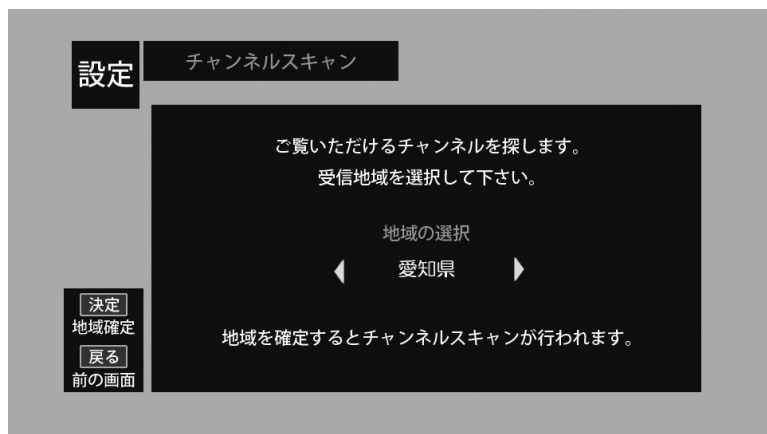 設定
チャンネルスキャン
ご覧いただけるチャンネルを探します。
受信地域を選択して下さい。
地域の選択
愛知県
地域を確定するとチャンネルスキャンが行われます。
決定
地域確定
戻る
前の画面